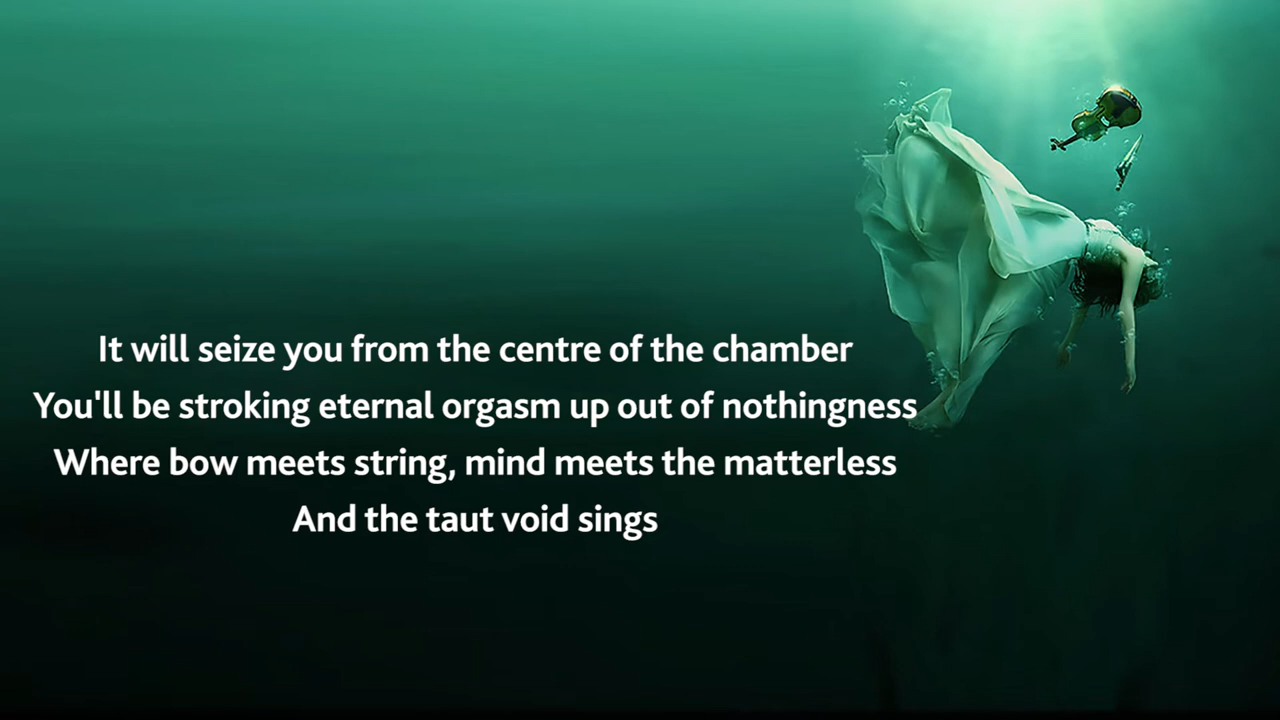 It will seize you from the centre of the chamber
You'll be stroking eternal orgasm up out of nothingness
Where bow meets string, mind meets the matterless
And the taut void sings